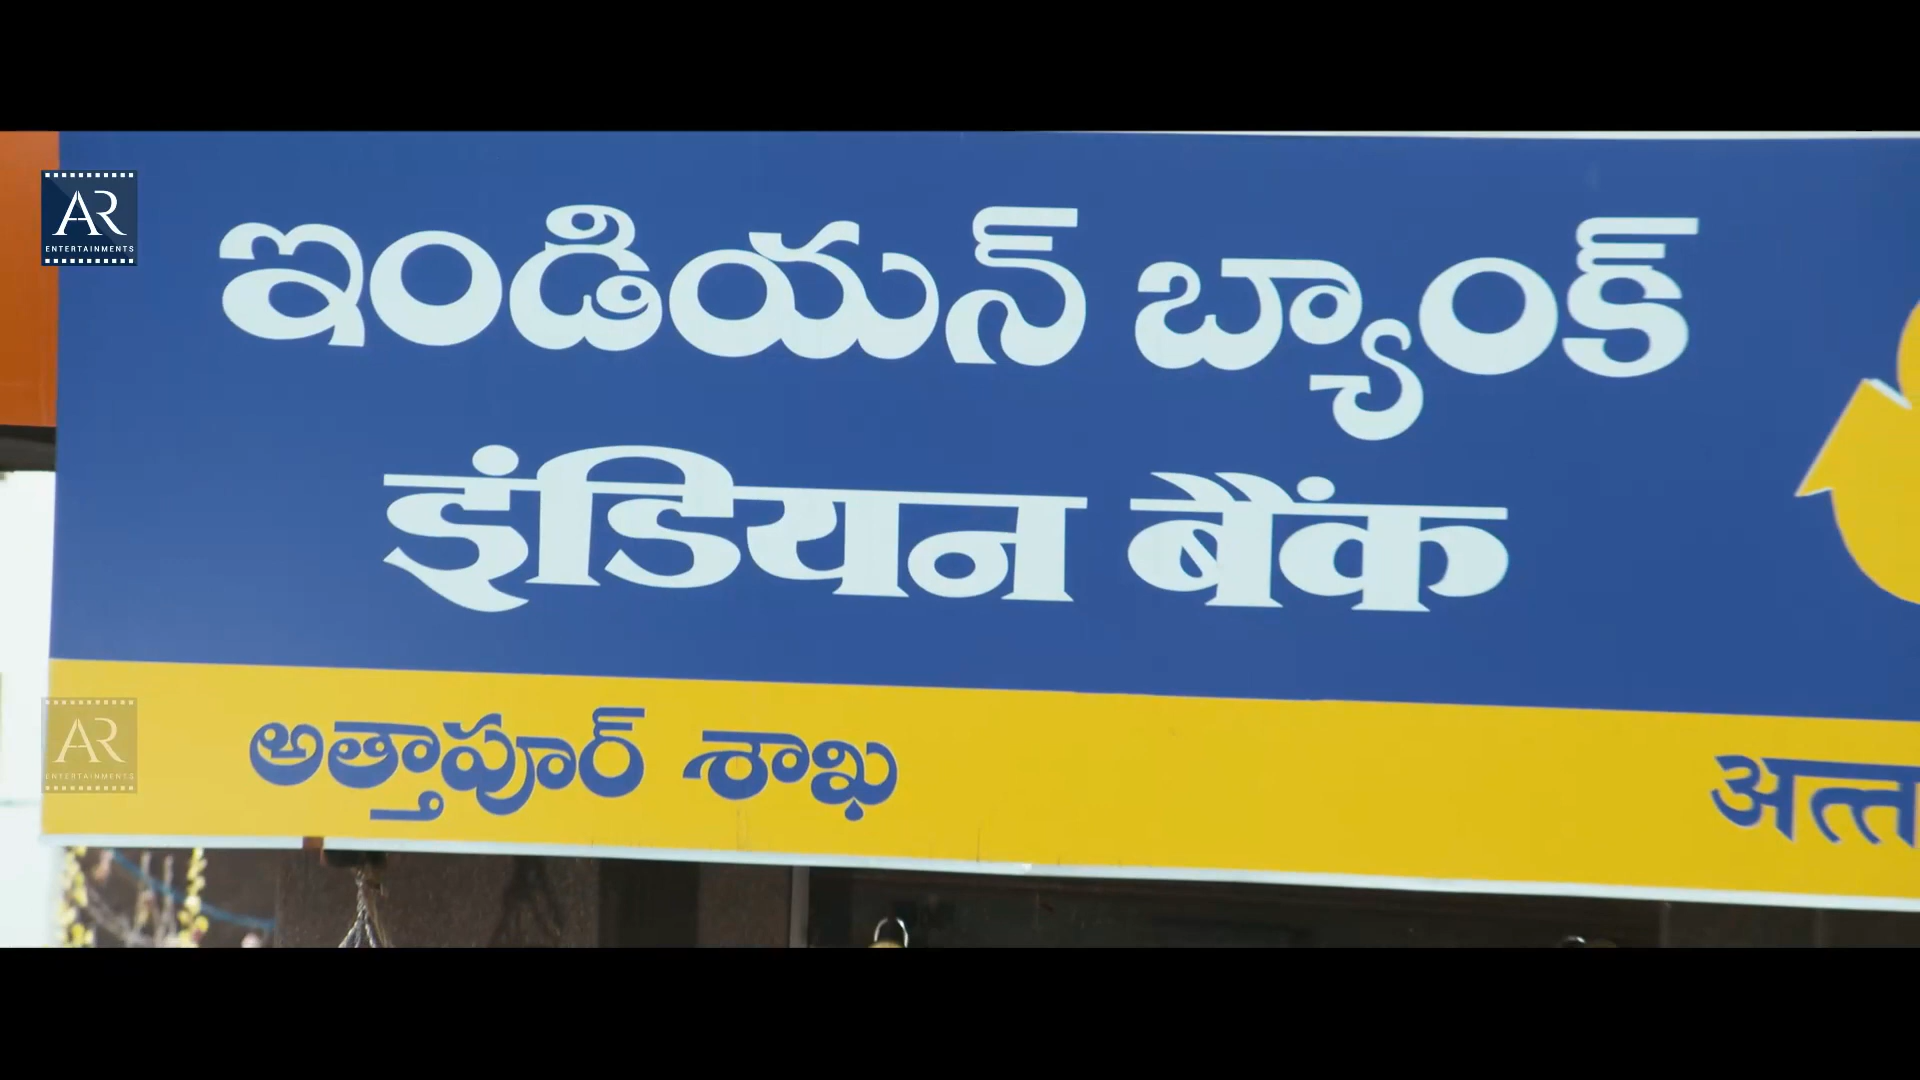 ఇండియన్ బ్యాంక్
इंडियन बैंक
అత్తాపూర్ శాఖ
AR
ENTERTAINMENTS
AR
ENTERTAINMENTS